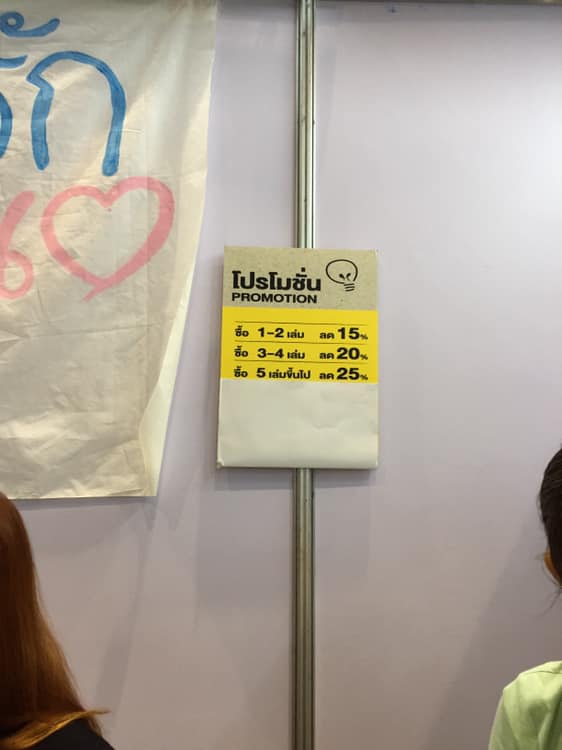 รัก
โปรโมชั่น
PROMOTION
ซื้อ 1-2 เล่ม ลด 15%
ซื้อ 3-4 เล่ม ลด 20%
ซื้อ 5 เล่มขึ้นไป ลด 25%